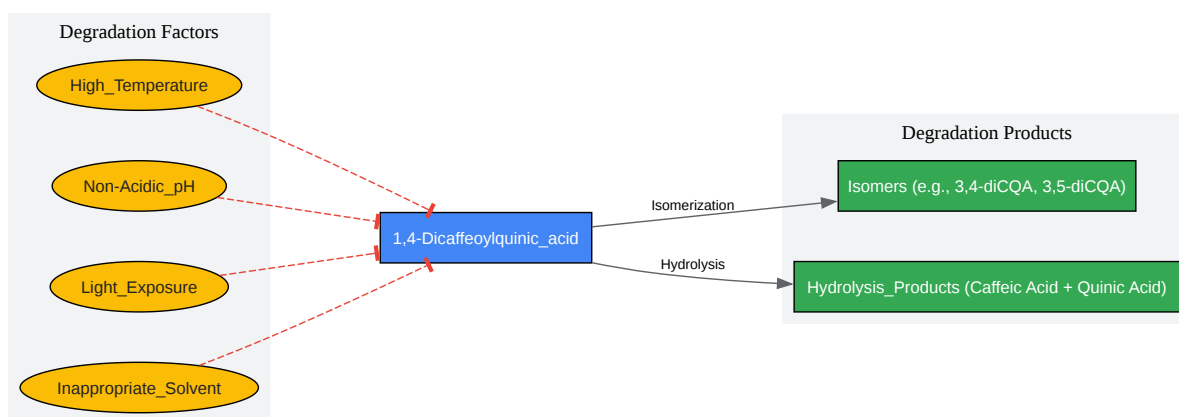 Degradation Factors
High_Temperature
Non-Acidic_pH
Light_Exposure
Inappropriate_Solvent
1,4-Dicaffeoylquinic_acid
Isomerization
Hydrolysis
Degradation Products
Isomers (e.g., 3,4-diCQA, 3,5-diCQA)
Hydrolysis_Products (Caffeic Acid + Quinic Acid)